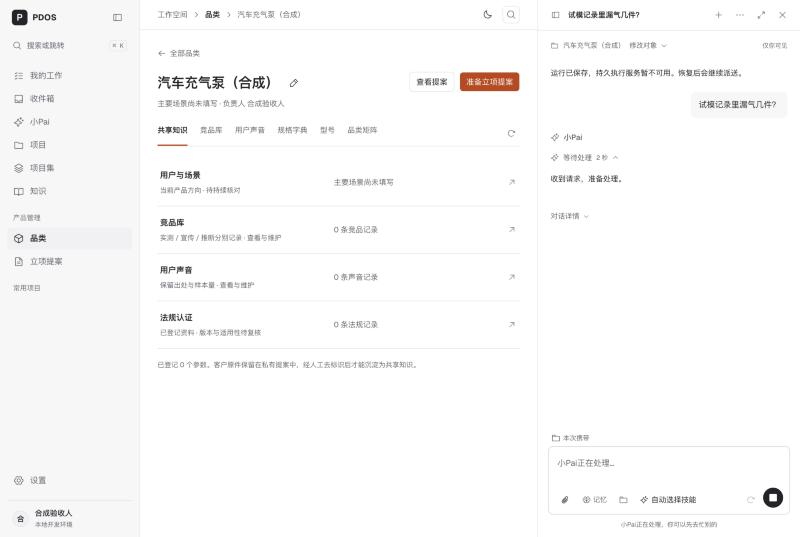 P PDOS
搜索或跳转 ⌘ K
我的工作
收件箱
小Pai
项目
项目集
知识
产品管理
品类
立项提案
常用项目
设置
合 合成验收人
本地开发环境
工作空间 > 品类 > 汽车充气泵（合成）
← 全部品类
汽车充气泵（合成）
查看提案 准备立项提案
主要场景尚未填写 · 负责人 合成验收人
共享知识 竞品库 用户声音 规格字典 型号 品类矩阵
用户与场景
当前产品方向 · 待持续核对
主要场景尚未填写
竞品库
实测 / 宣传 / 推断分别记录 · 查看与维护
0 条竞品记录
用户声音
保留出处与样本量 · 查看与维护
0 条声音记录
法规认证
已登记资料 · 版本与适用性待复核
0 条法规记录
已登记 0 个参数。客户原件保留在私有提案中，经人工去标识后才能沉淀为共享知识。
试模记录里漏气几件?
汽车充气泵（合成） 修改对象 仅你可见
运行已保存，持久执行服务暂不可用。恢复后会继续派送。
试模记录里漏气几件?
小Pai
等待处理 2 秒
收到请求，准备处理。
对话详情
本次携带
小Pai正在处理…
记忆 自动选择技能
小Pai正在处理，你可以先去忙别的